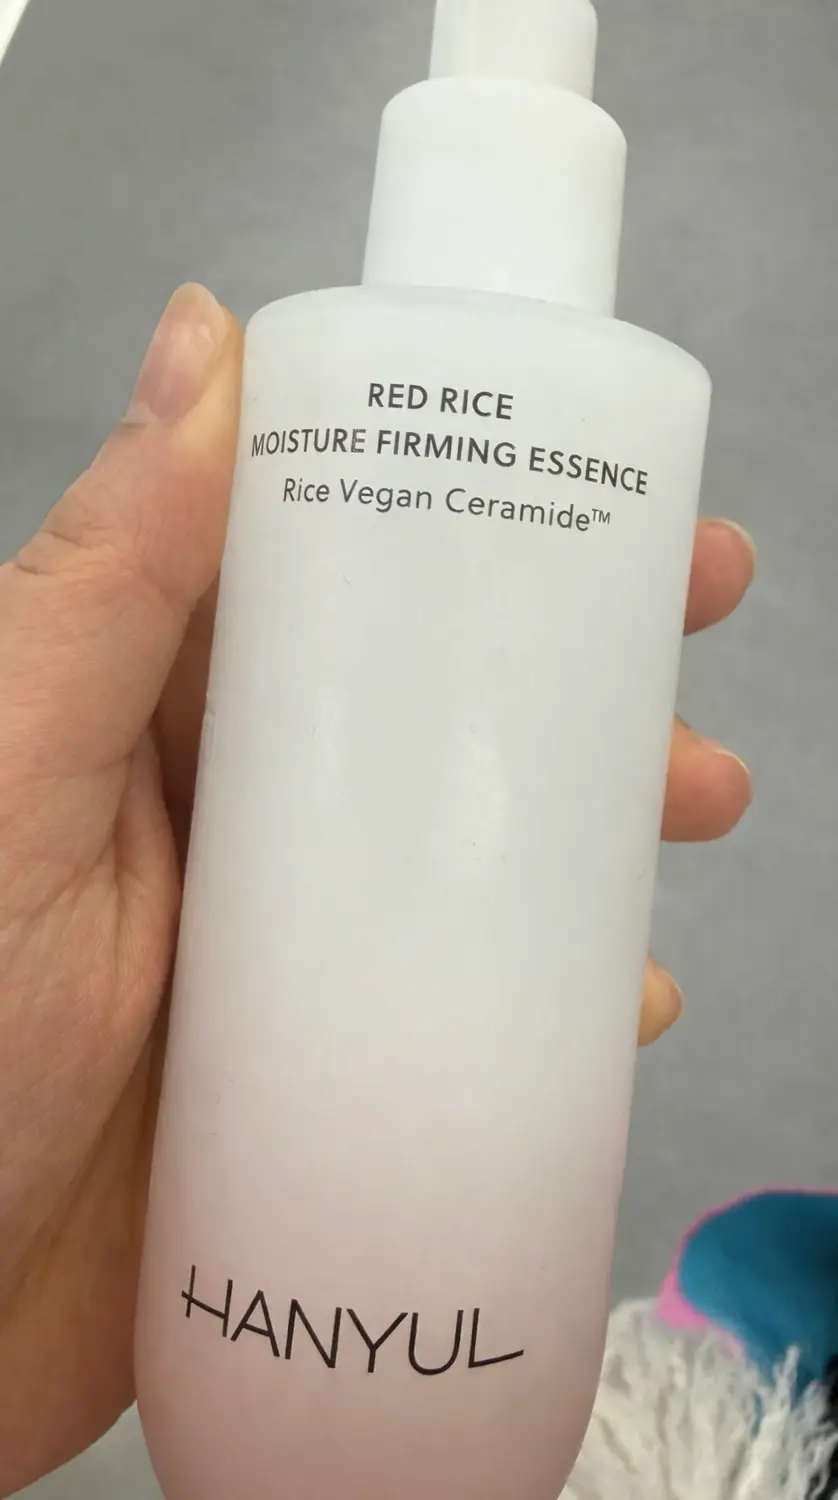 RED RICE
MOISTURE FIRMING ESSENCE
Rice Vegan Ceramide™
HANYUL